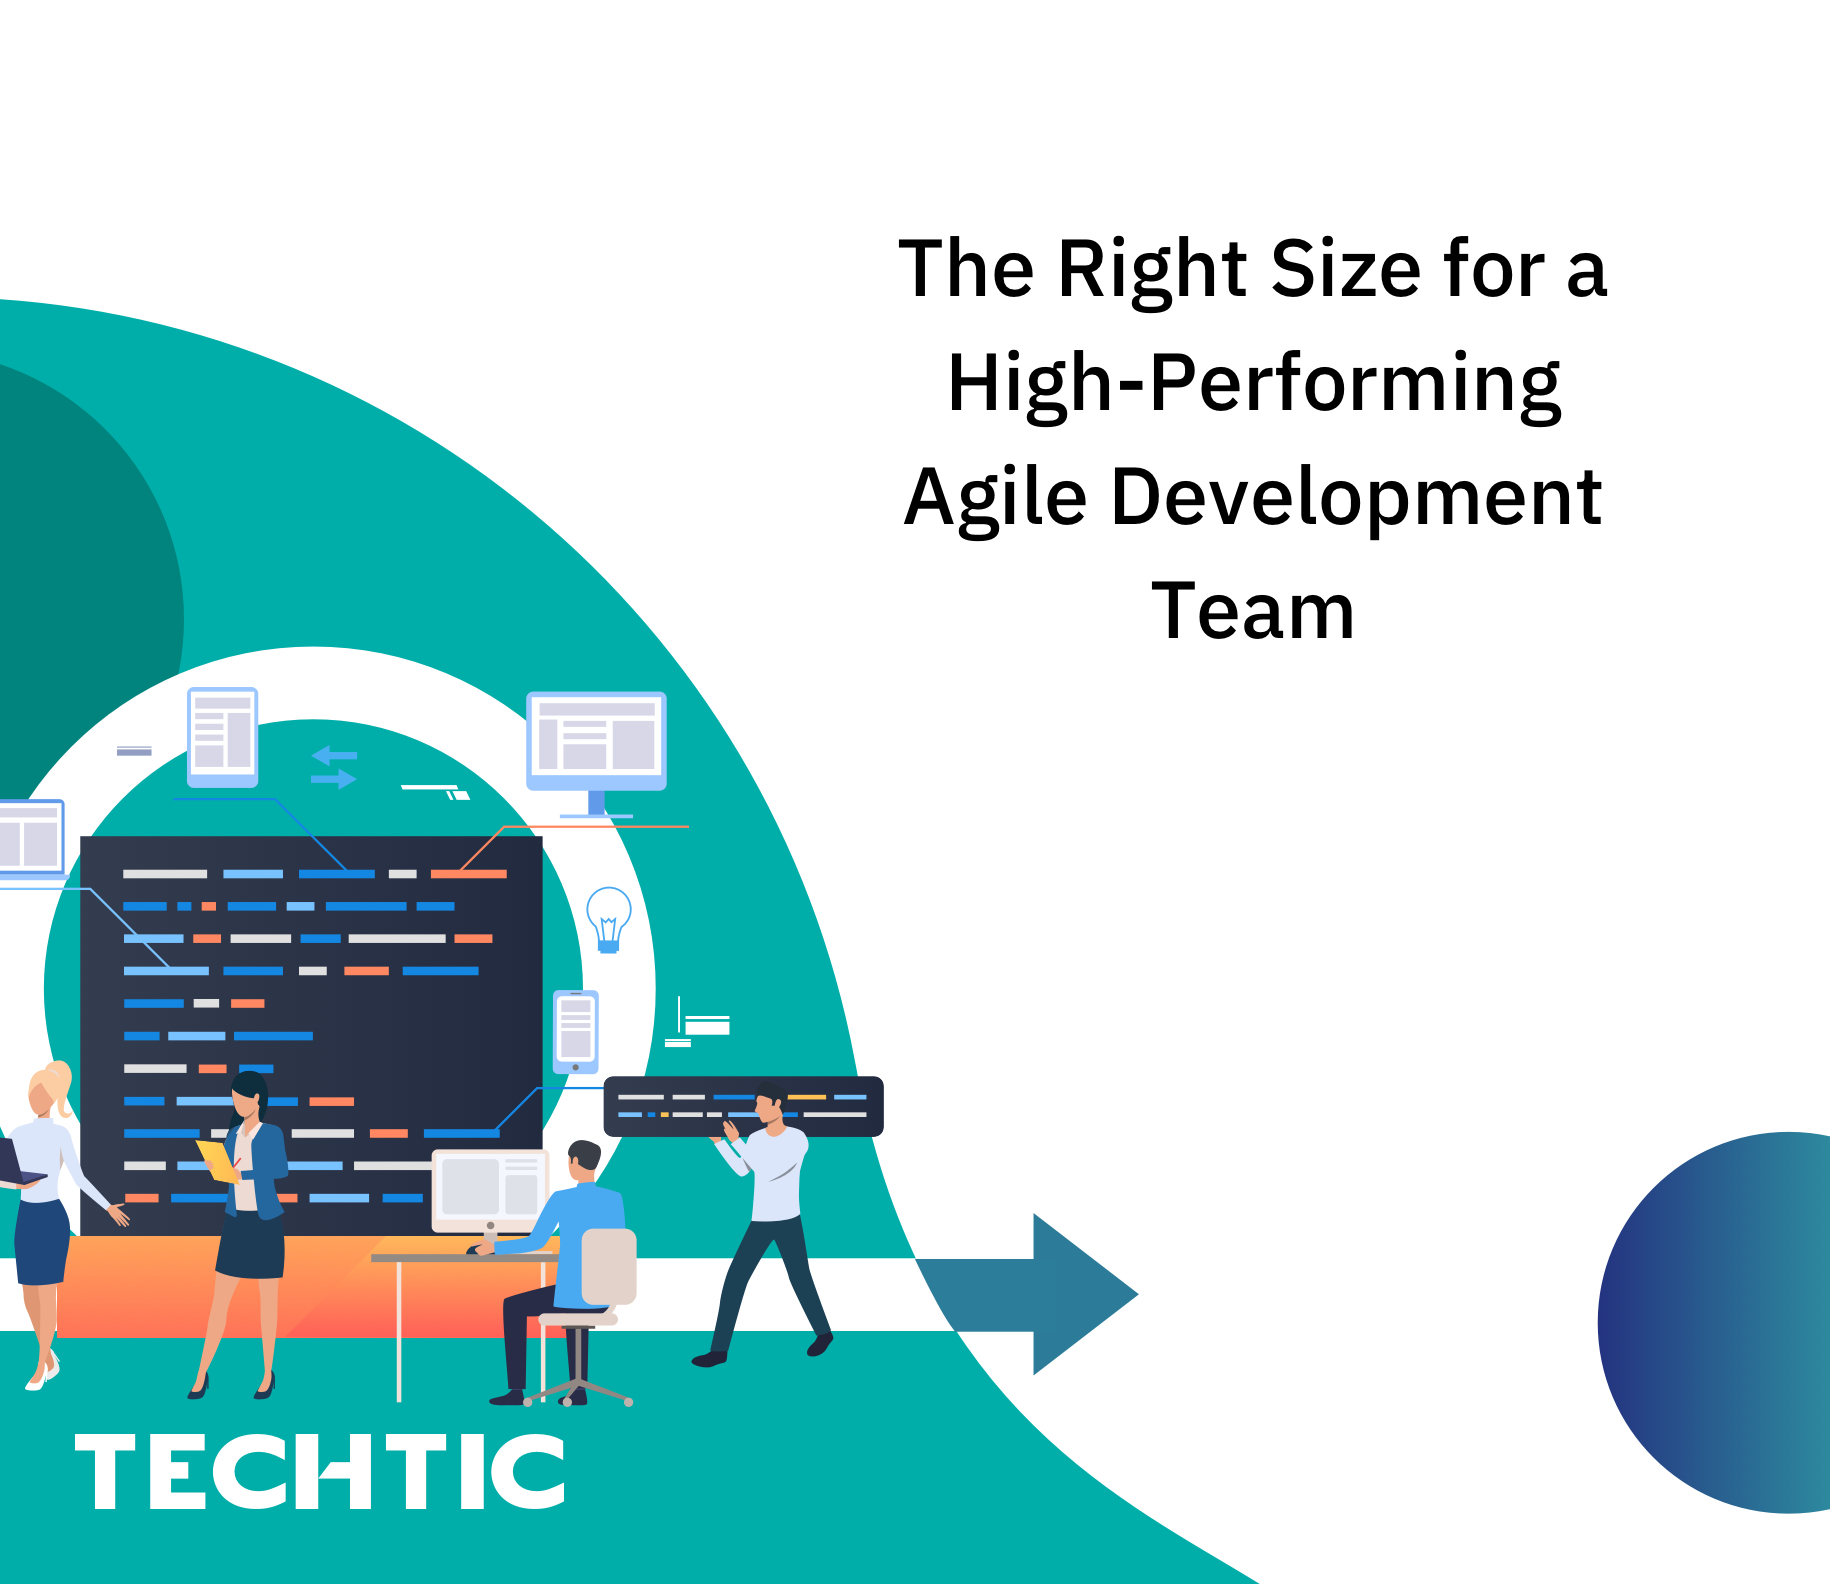 The Right Size for a
High-Performing
Agile Development
Team
TECHTIC